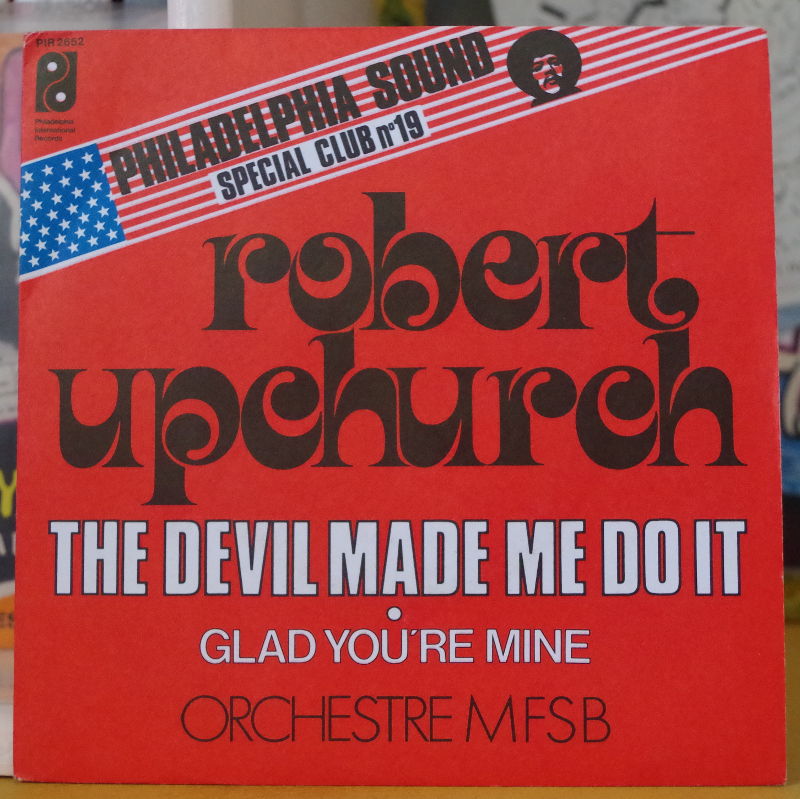 PIR 2652
Philadelphia
International
Records
PHILADELPHIA SOUND
SPECIAL CLUB nº19
robert
upchurch
THE DEVIL MADE ME DO IT
GLAD YOU'RE MINE
ORCHESTRE MFSB